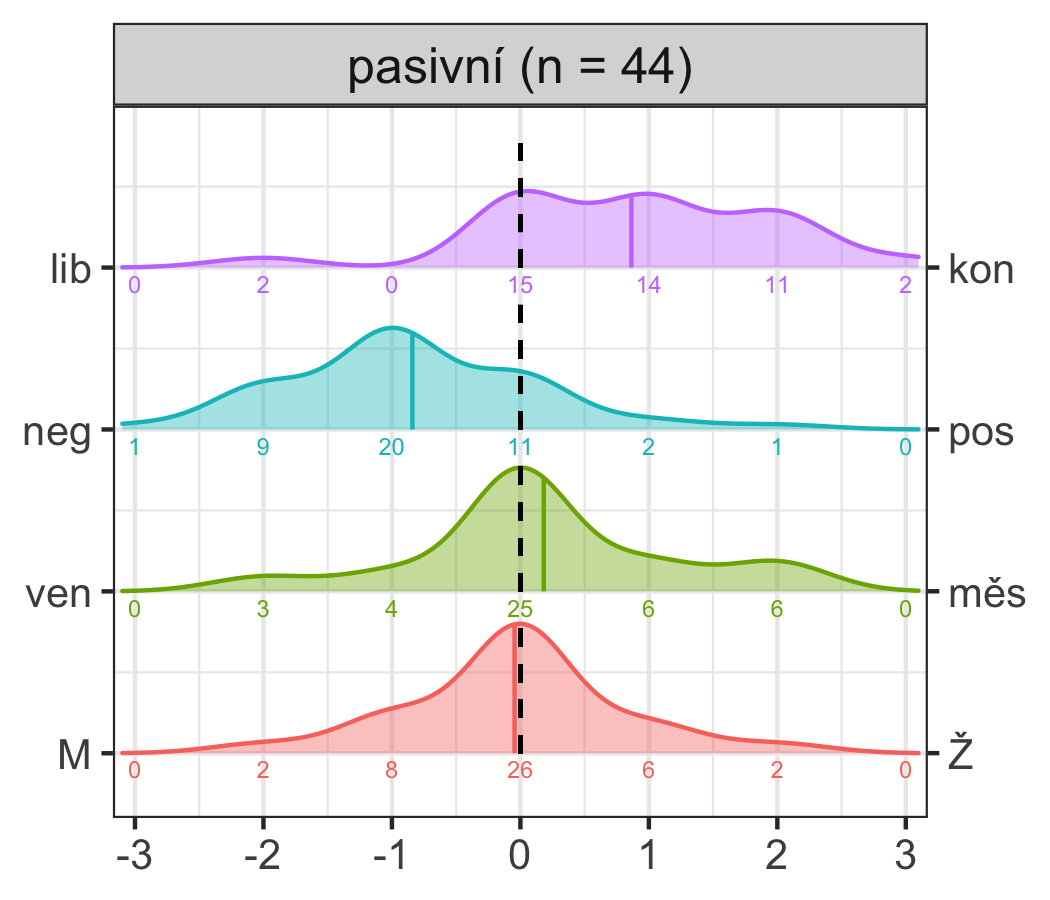 pasivní (n = 44)
lib kon
0 2 0 15 14 11 2
neg pos
1 9 20 11 2 1 0
ven měs
0 3 4 25 6 6 0
M Ž
0 2 8 26 6 2 0
-3 -2 -1 0 1 2 3